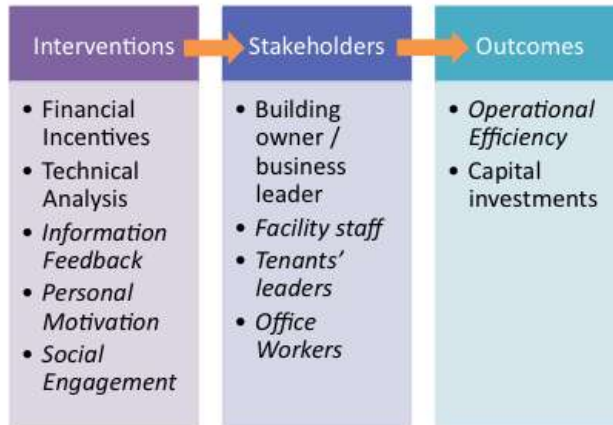 Interventions
• Financial
Incentives
• Technical
Analysis
• Information
Feedback
• Personal
Motivation
• Social
Engagement
Stakeholders
• Building
owner /
business
leader
• Facility staff
• Tenants’
leaders
• Office
Workers
Outcomes
• Operational
Efficiency
• Capital
investments